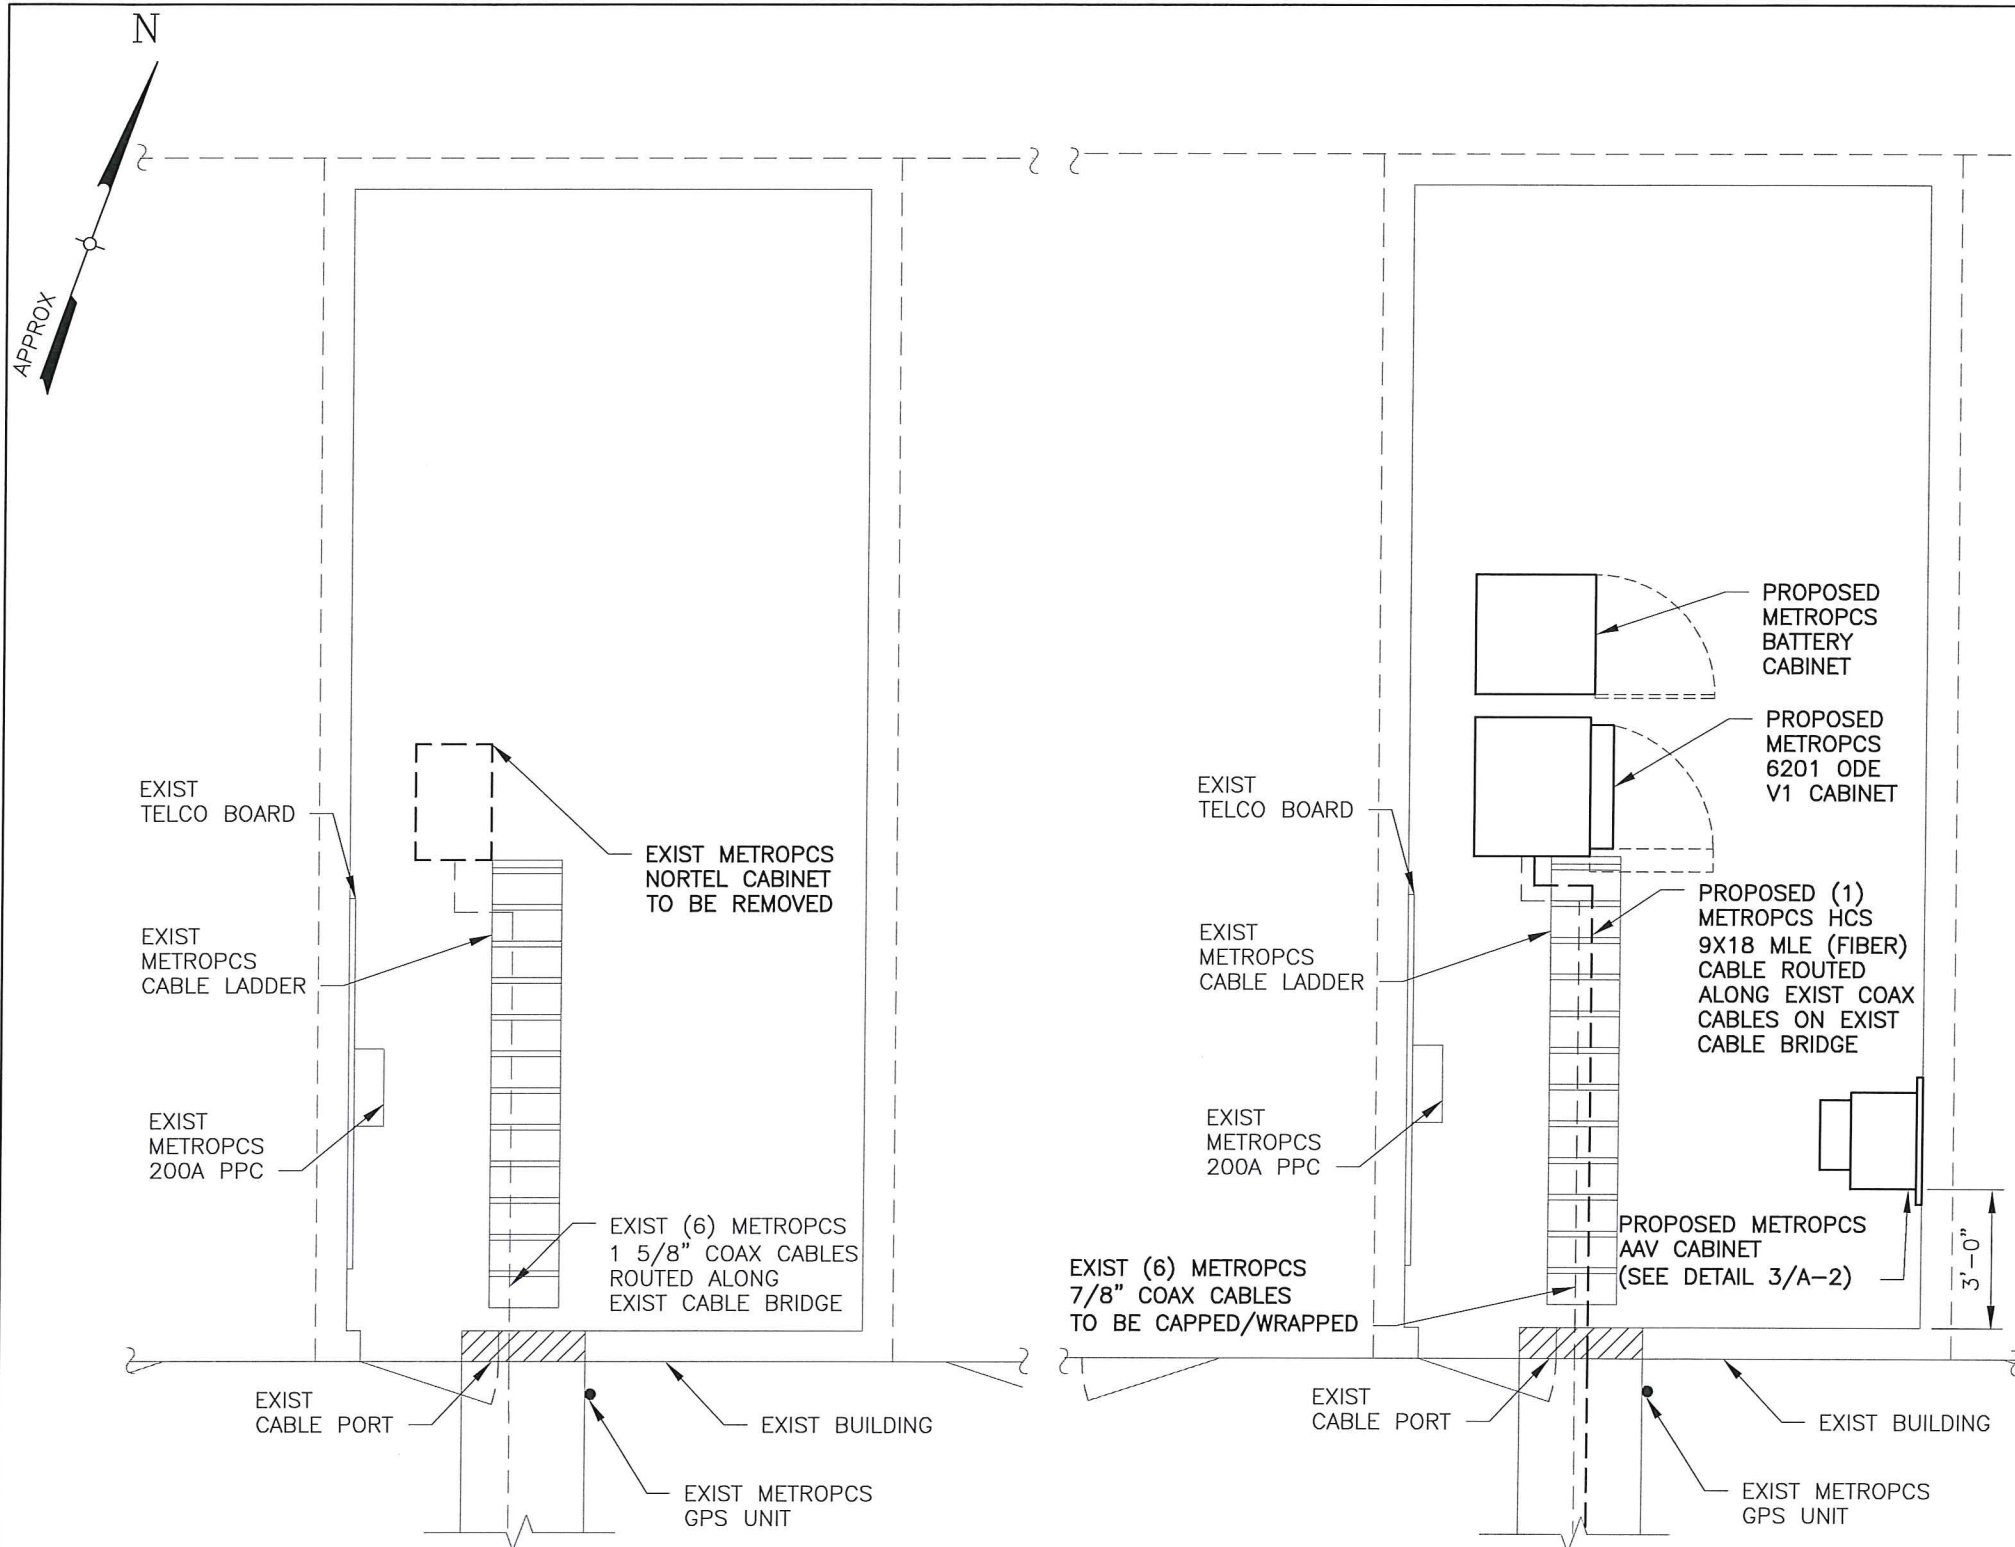 N
APPROX
EXIST
TELCO BOARD
EXIST METROPCS
NORTEL CABINET
TO BE REMOVED
EXIST
METROPCS
CABLE LADDER
EXIST
METROPCS
200A PPC
EXIST (6) METROPCS
1 5/8" COAX CABLES
ROUTED ALONG
EXIST CABLE BRIDGE
EXIST
CABLE PORT
EXIST BUILDING
EXIST METROPCS
GPS UNIT
PROPOSED
METROPCS
BATTERY
CABINET
PROPOSED
METROPCS
6201 ODE
V1 CABINET
EXIST
TELCO BOARD
PROPOSED (1)
METROPCS HCS
9X18 MLE (FIBER)
CABLE ROUTED
ALONG EXIST COAX
CABLES ON EXIST
CABLE BRIDGE
EXIST
METROPCS
CABLE LADDER
EXIST
METROPCS
200A PPC
PROPOSED METROPCS
AAV CABINET
(SEE DETAIL 3/A-2)
3'-0"
EXIST (6) METROPCS
7/8" COAX CABLES
TO BE CAPPED/WRAPPED
EXIST
CABLE PORT
EXIST BUILDING
EXIST METROPCS
GPS UNIT